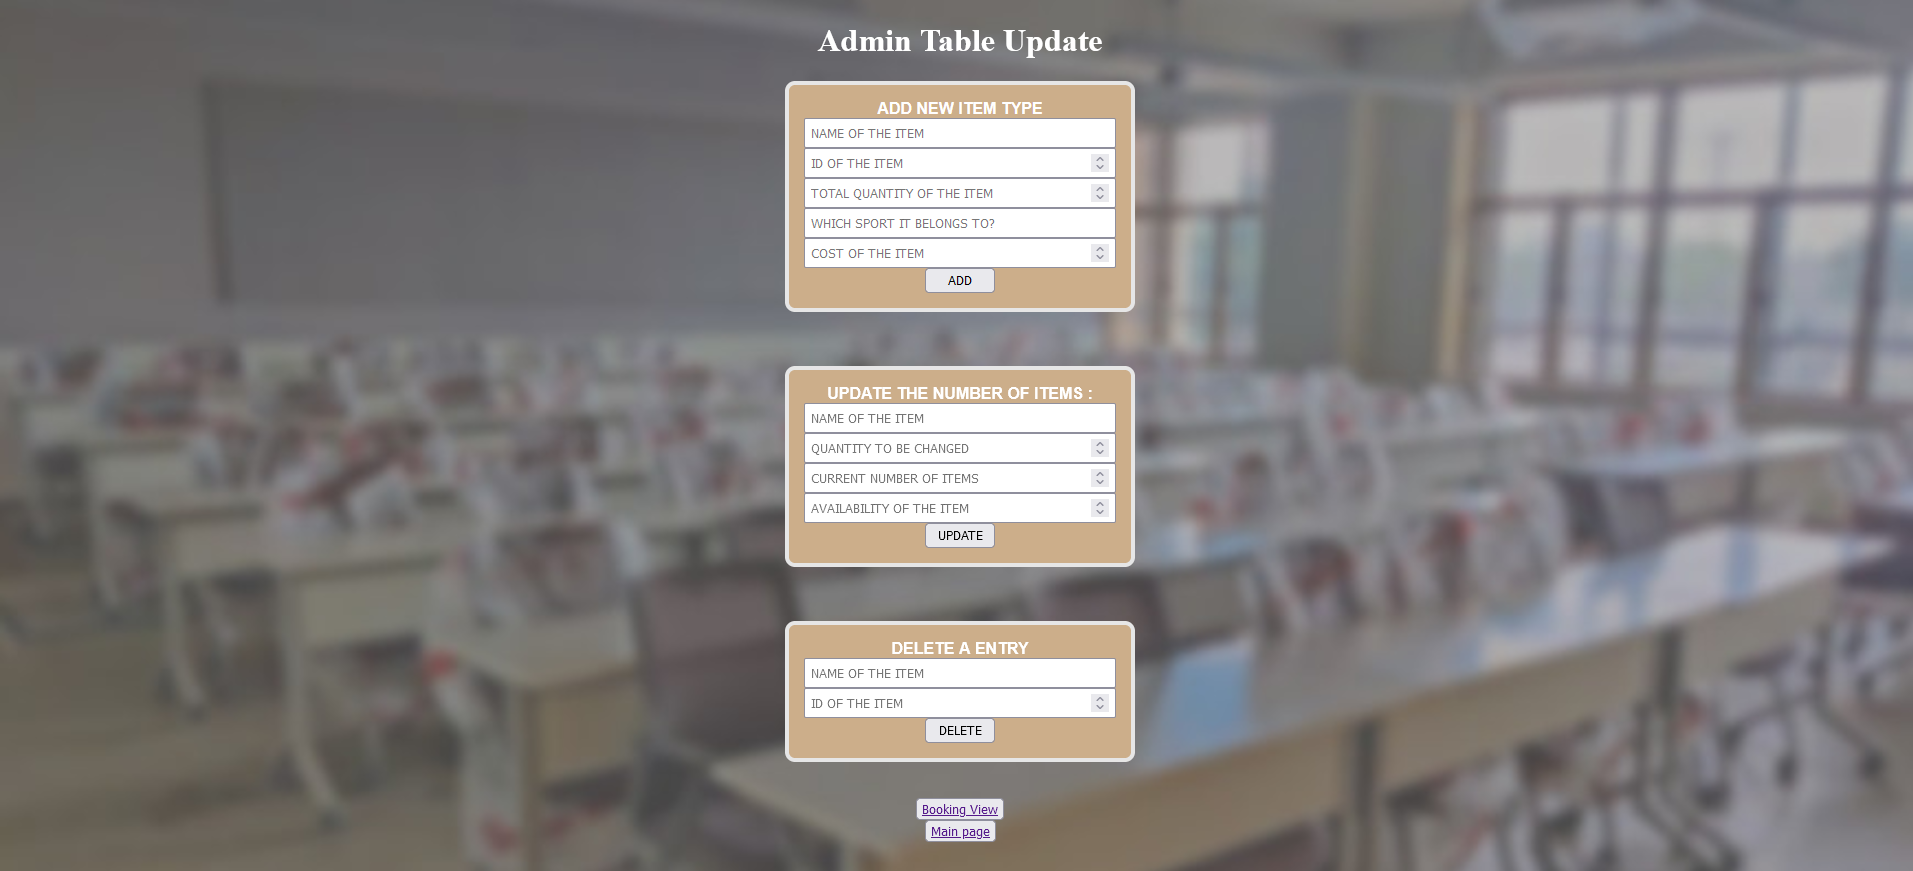 Admin Table Update
ADD NEW ITEM TYPE
NAME OF THE ITEM
ID OF THE ITEM
TOTAL QUANTITY OF THE ITEM
WHICH SPORT IT BELONGS TO?
COST OF THE ITEM
ADD
UPDATE THE NUMBER OF ITEMS :
NAME OF THE ITEM
QUANTITY TO BE CHANGED
CURRENT NUMBER OF ITEMS
AVAILABILITY OF THE ITEM
UPDATE
DELETE A ENTRY
NAME OF THE ITEM
ID OF THE ITEM
DELETE
Booking View
Main page